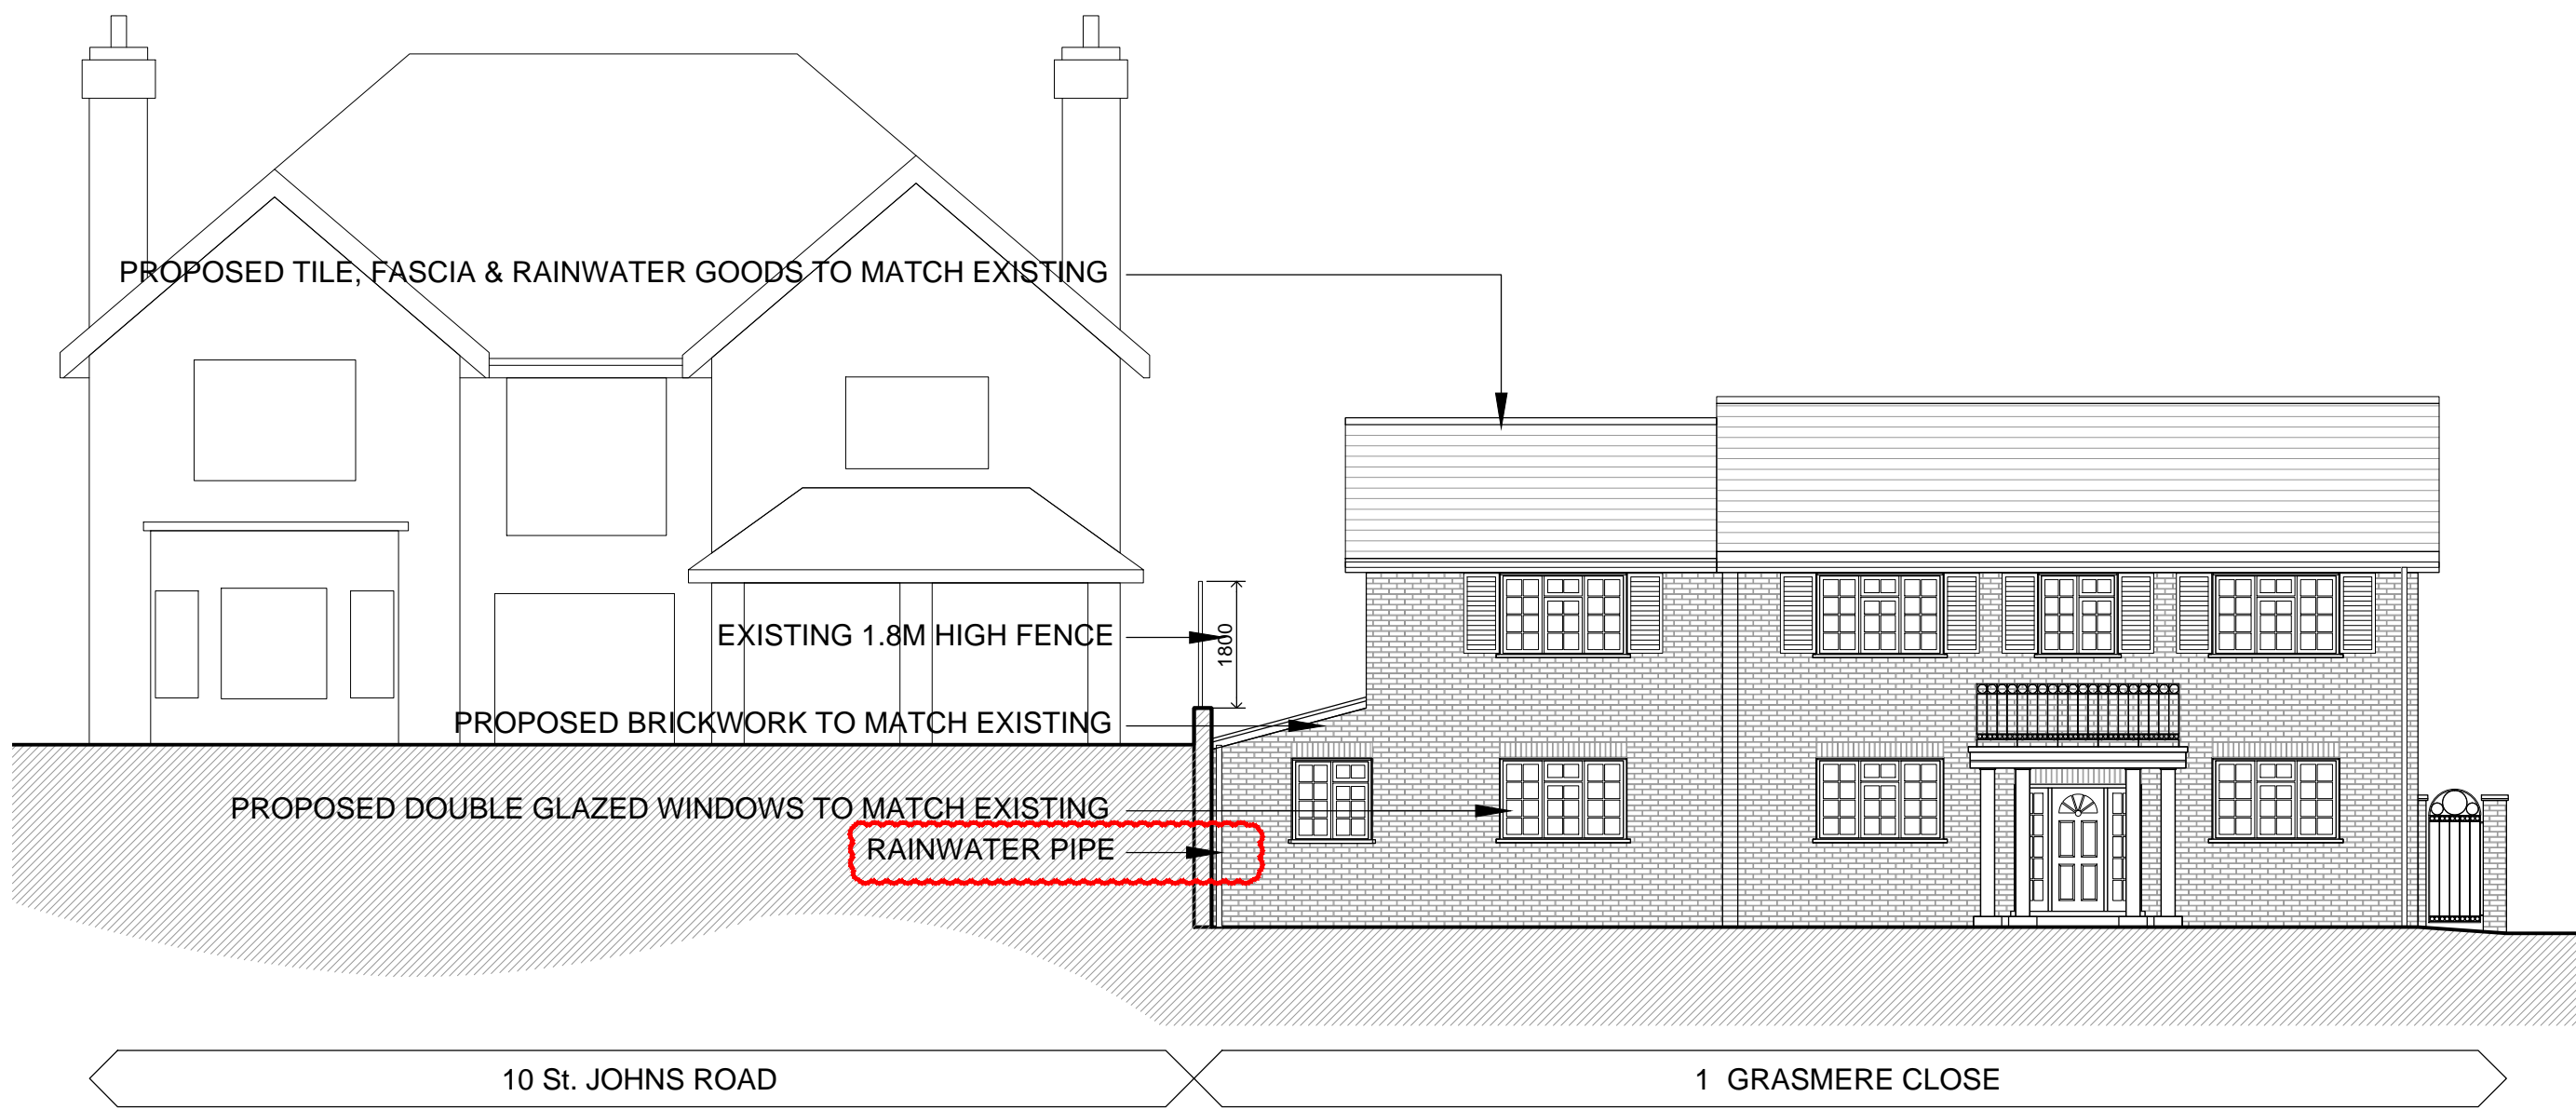 PROPOSED TILE, FASCIA & RAINWATER GOODS TO MATCH EXISTING
EXISTING 1.8M HIGH FENCE
1800
PROPOSED BRICKWORK TO MATCH EXISTING
PROPOSED DOUBLE GLAZED WINDOWS TO MATCH EXISTING
RAINWATER PIPE
10 St. JOHNS ROAD
1 GRASMERE CLOSE